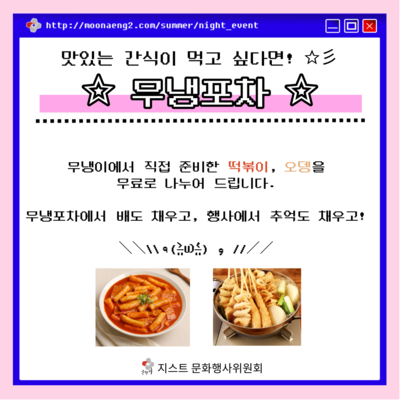 http://moonaeng2.com/summer/night_event
맛있는 간식이 먹고 싶다면! ☆彡
☆ 무냉포차 ☆
무냉이에서 직접 준비한 떡볶이, 오뎅을
무료로 나누어 드립니다.
무냉포차에서 배도 채우고, 행사에서 추억도 채우고!
지스트 문화행사위원회